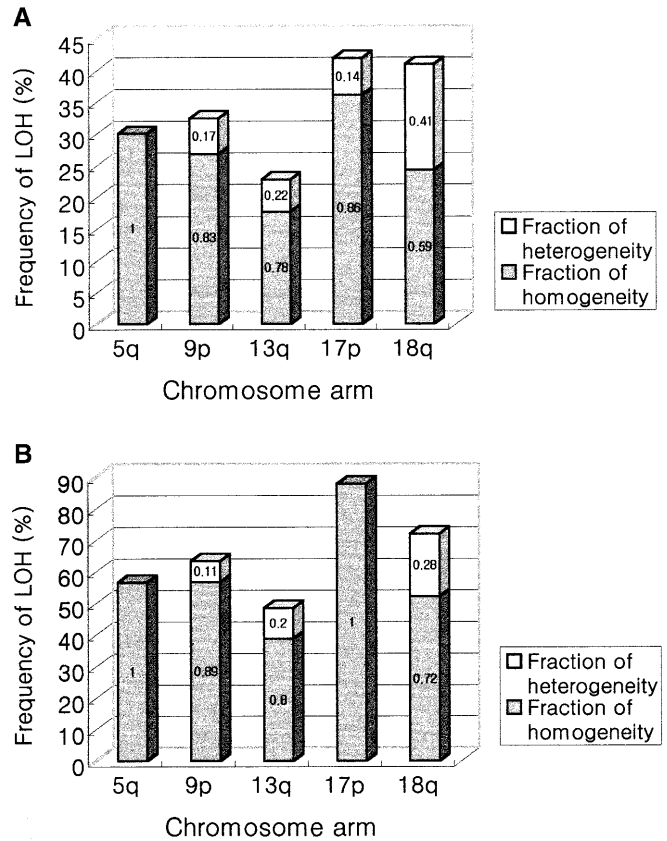 A
Frequency of LOH (%)
45
40
35
30
25
20
15
10
5
0
1
0.17
0.83
0.22
0.78
0.14
0.86
0.41
0.59
5q 9p 13q 17p 18q
Chromosome arm
Fraction of
heterogeneity
Fraction of
homogeneity
B
Frequency of LOH (%)
90
80
70
60
50
40
30
20
10
0
1
0.11
0.89
0.2
0.8
1
0.28
0.72
5q 9p 13q 17p 18q
Chromosome arm
Fraction of
heterogeneity
Fraction of
homogeneity